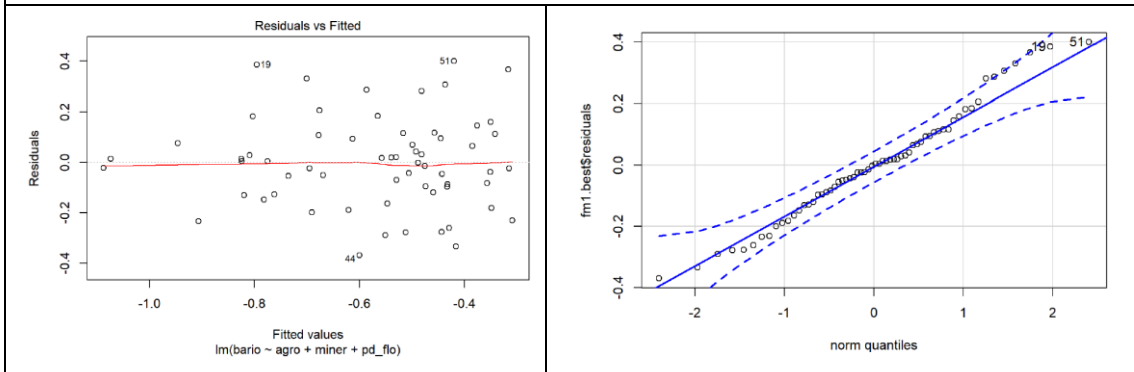 Residuals vs Fitted
Residuals
0.4
0.2
0.0
-0.2
-0.4
19
51
44
-1.0 -0.8 -0.6 -0.4
Fitted values
lm(bario ~ agro + miner + pd_flo)
fm1.best$residuals
0.4
0.2
0.0
-0.2
-0.4
19 51
-2 -1 0 1 2
norm quantiles